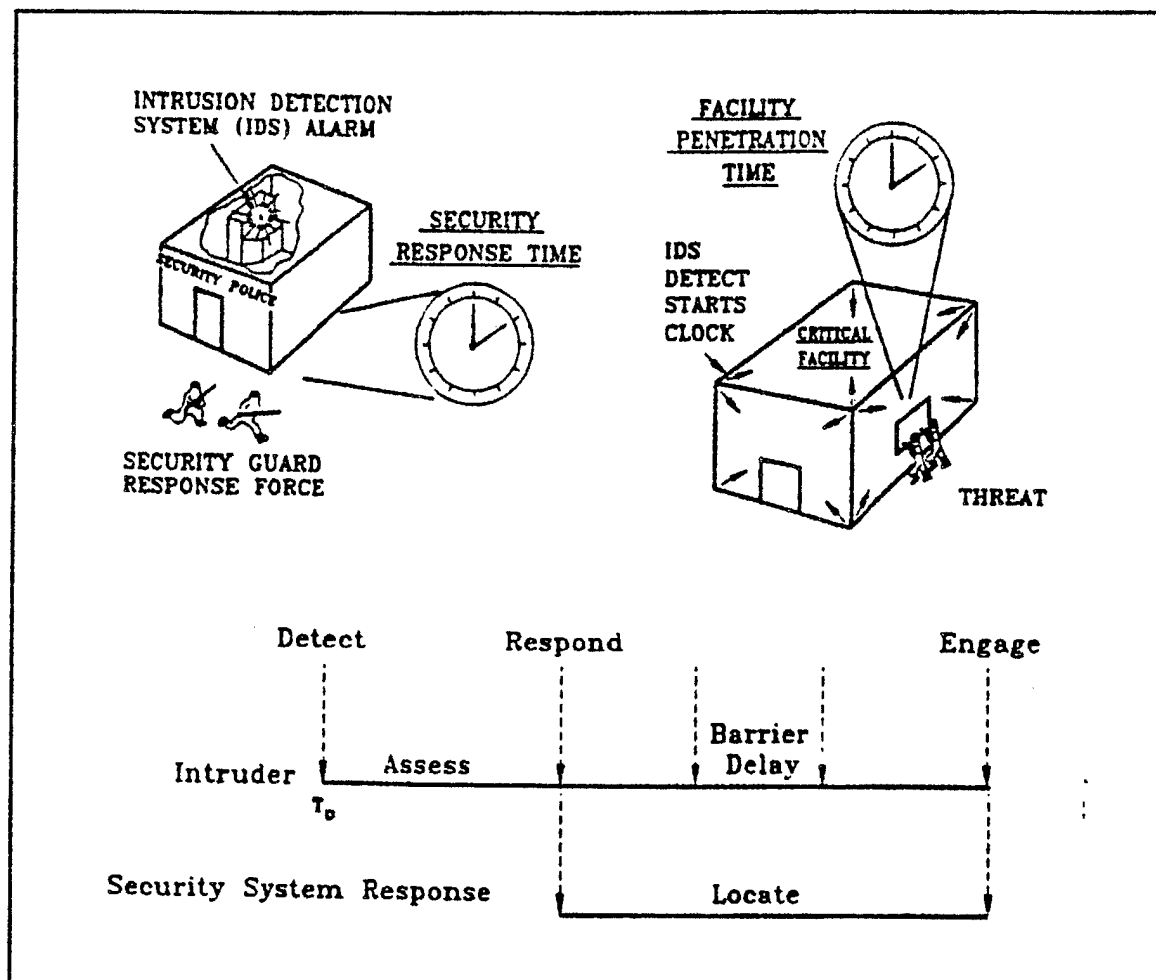 INTRUSION DETECTION
SYSTEM (IDS) ALARM
SECURITY POLICE
SECURITY
RESPONSE TIME
SECURITY GUARD
RESPONSE FORCE
FACILITY
PENETRATION
TIME
IDS
DETECT
STARTS
CLOCK
CRITICAL
FACILITY
THREAT
Detect
Respond
Engage
Barrier
Delay
Intruder
Assess
T₀
Security System Response
Locate